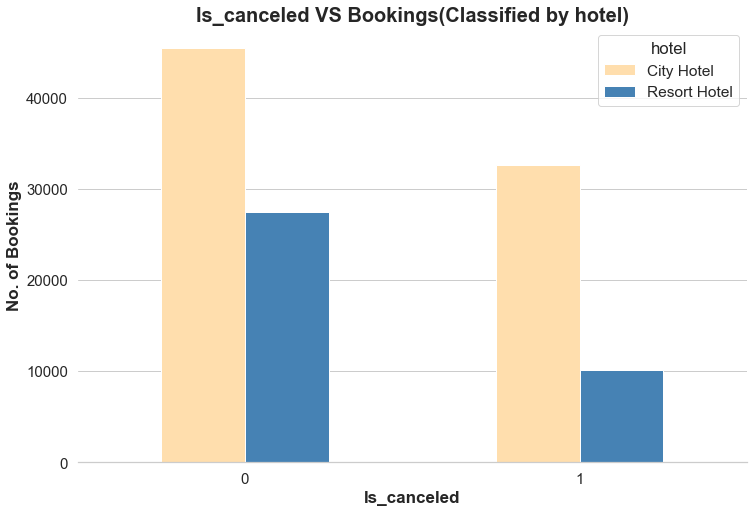 Is_canceled VS Bookings(Classified by hotel)
hotel
City Hotel
Resort Hotel
No. of Bookings
40000
30000
20000
10000
0
0 1
Is_canceled